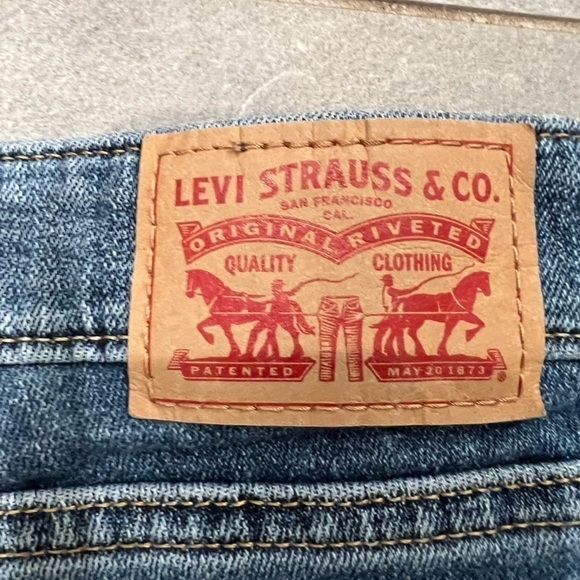 LEVI STRAUSS & CO.
SAN FRANCISCO
CAL.
ORIGINAL RIVETED
QUALITY CLOTHING
PATENTED MAY 20 1873 ®